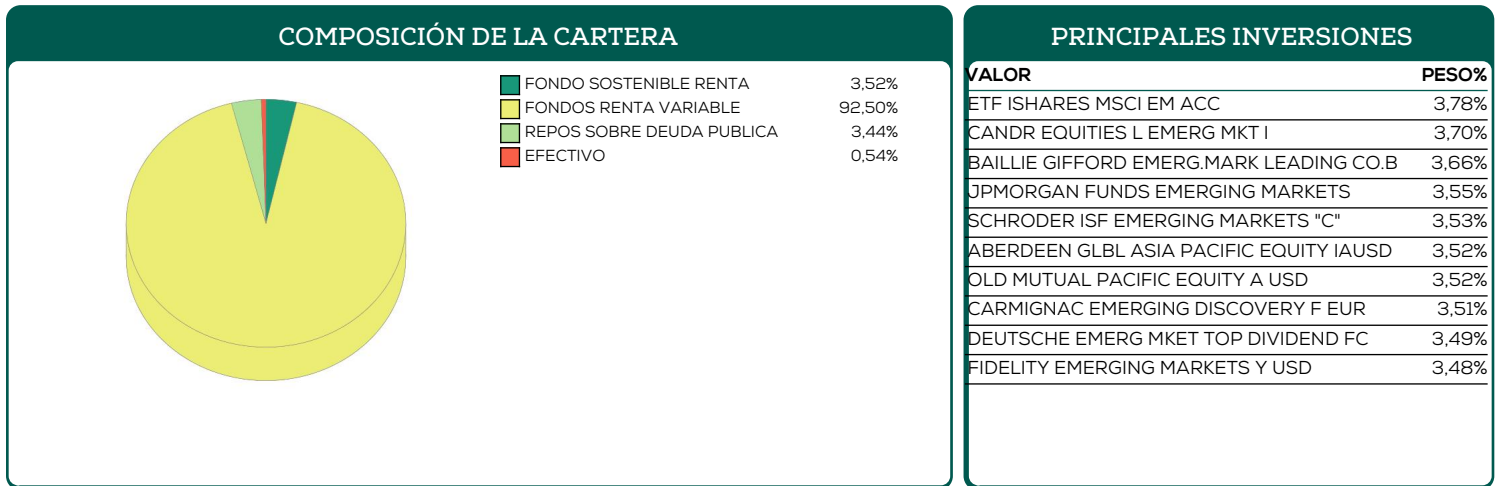 COMPOSICIÓN DE LA CARTERA
FONDO SOSTENIBLE RENTA 3,52%
FONDOS RENTA VARIABLE 92,50%
REPOS SOBRE DEUDA PUBLICA 3,44%
EFECTIVO 0,54%
PRINCIPALES INVERSIONES
VALOR PESO%
ETF ISHARES MSCI EM ACC 3,78%
CANDR EQUITIES L EMERG MKT I 3,70%
BAILLIE GIFFORD EMERG.MARK LEADING CO.B 3,66%
JPMORGAN FUNDS EMERGING MARKETS 3,55%
SCHRODER ISF EMERGING MARKETS "C" 3,53%
ABERDEEN GLBL ASIA PACIFIC EQUITY IAUSD 3,52%
OLD MUTUAL PACIFIC EQUITY A USD 3,52%
CARMIGNAC EMERGING DISCOVERY F EUR 3,51%
DEUTSCHE EMERG MKET TOP DIVIDEND FC 3,49%
FIDELITY EMERGING MARKETS Y USD 3,48%